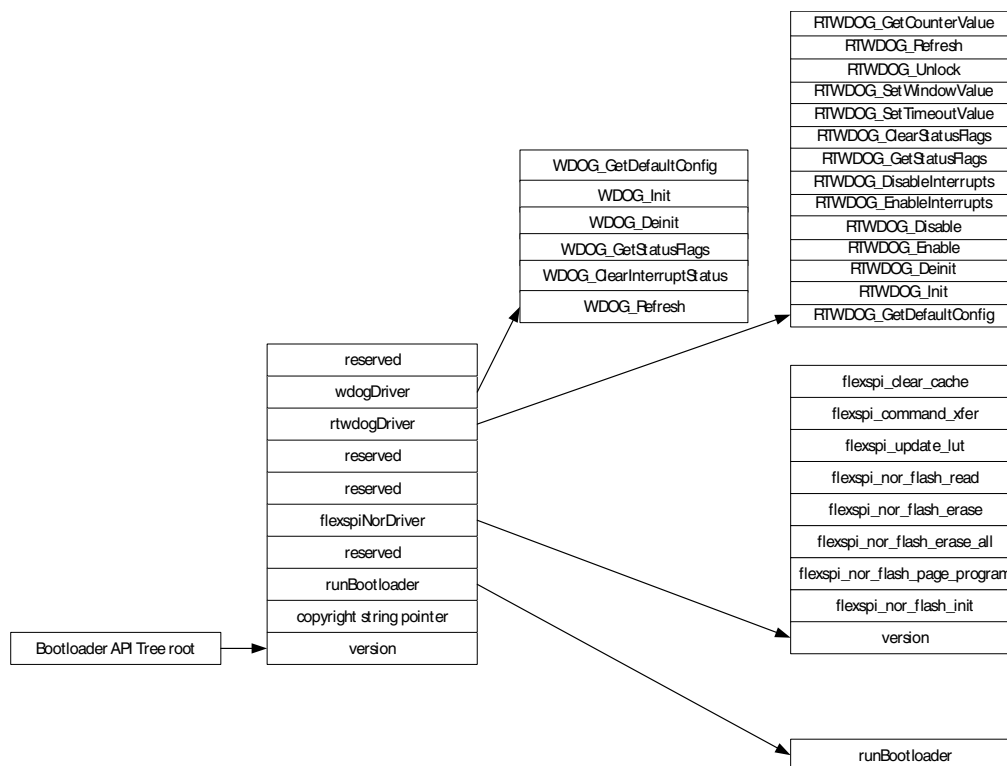 RTWDOG_GetCounterValue
RTWDOG_Refresh
RTWDOG_Unlock
RTWDOG_SetWindowValue
RTWDOG_SetTimeoutValue
RTWDOG_ClearStatusFlags
RTWDOG_GetStatusFlags
RTWDOG_DisableInterrupts
RTWDOG_EnableInterrupts
RTWDOG_Disable
RTWDOG_Enable
RTWDOG_Deinit
RTWDOG_Init
RTWDOG_GetDefaultConfig
WDOG_GetDefaultConfig
WDOG_Init
WDOG_Deinit
WDOG_GetStatusFlags
WDOG_ClearInterruptStatus
WDOG_Refresh
reserved
wdogDriver
rtwdogDriver
reserved
reserved
flexspiNorDriver
reserved
runBootloader
copyright string pointer
version
Bootloader API Tree root
flexspi_clear_cache
flexspi_command_xfer
flexspi_update_lut
flexspi_nor_flash_read
flexspi_nor_flash_erase
flexspi_nor_flash_erase_all
flexspi_nor_flash_page_program
flexspi_nor_flash_init
version
runBootloader